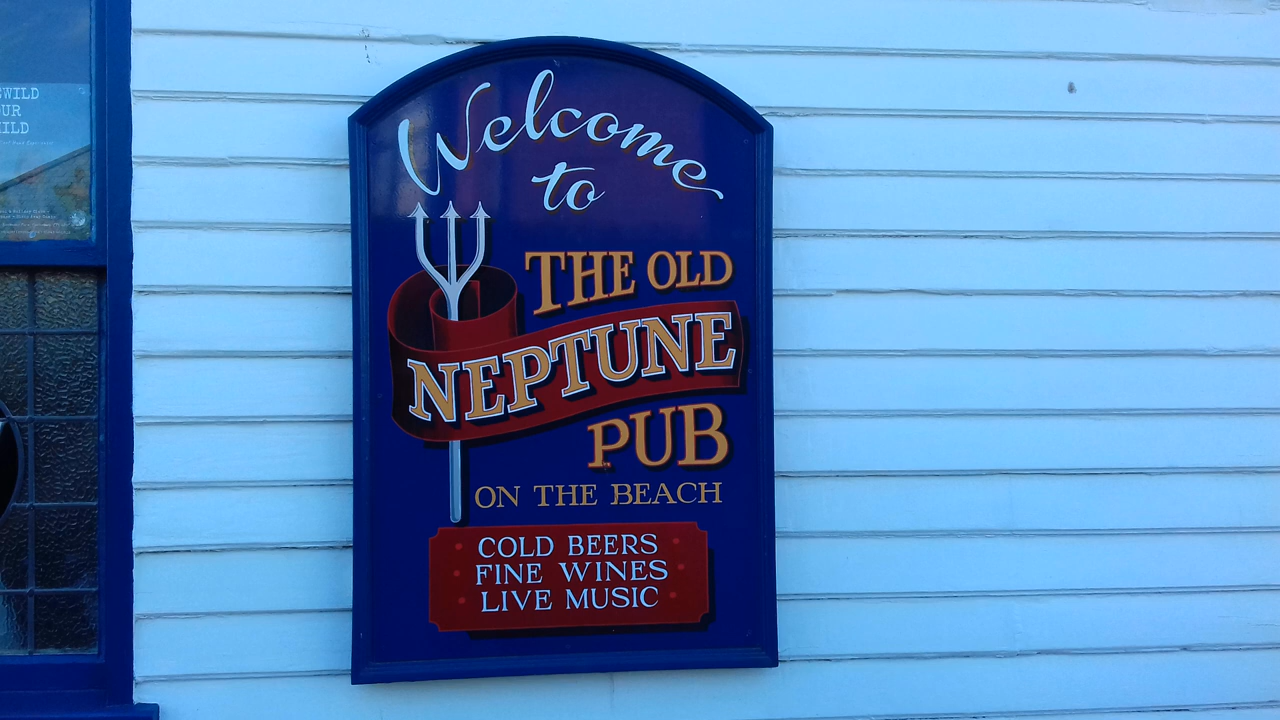 Welcome
to
THE OLD
NEPTUNE
PUB
ON THE BEACH
COLD BEERS
FINE WINES
LIVE MUSIC